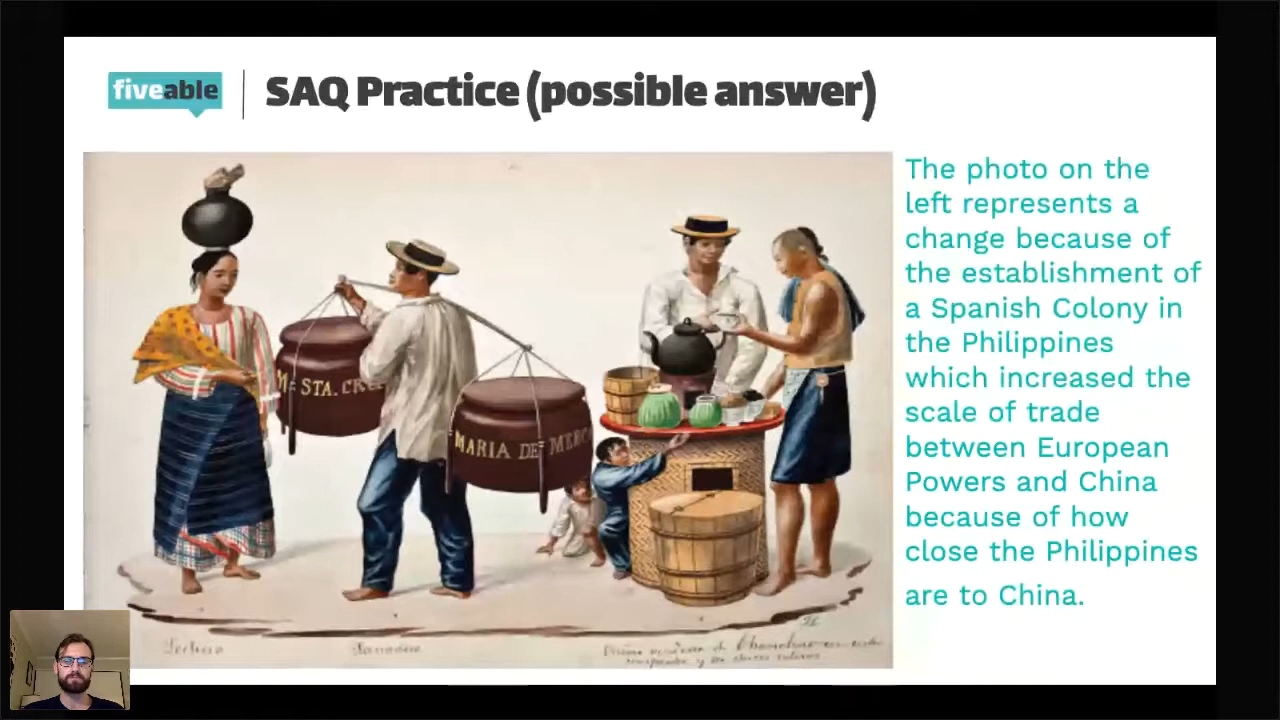 fiveable
SAQ Practice (possible answer)
The photo on the
left represents a
change because of
the establishment of
a Spanish Colony in
the Philippines
which increased the
scale of trade
between European
Powers and China
because of how
close the Philippines
are to China.
STA.
MARIA DE